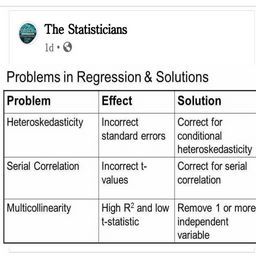 The Statisticians
1d •
Problems in Regression & Solutions
Problem Effect Solution
Heteroskedasticity Incorrect Correct for
standard errors conditional
heteroskedasticity
Serial Correlation Incorrect t- Correct for serial
values correlation
Multicollinearity High R² and low Remove 1 or more
t-statistic independent
variable